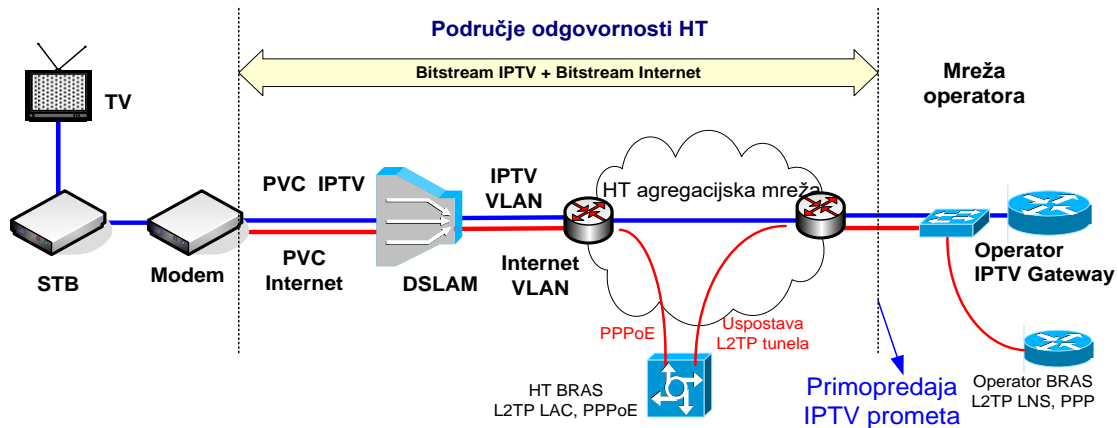 Područje odgovornosti HT
Bitstream IPTV + Bitstream Internet
Mreža
operatora
TV
PVC IPTV
IPTV
VLAN
HT agregacijska mreža
STB
Modem
PVC
Internet
DSLAM
Internet
VLAN
Operator
IPTV Gateway
PPPoE
Uspostava
L2TP tunela
HT BRAS
L2TP LAC, PPPoE
Primopredaja
IPTV prometa
Operator BRAS
L2TP LNS, PPP